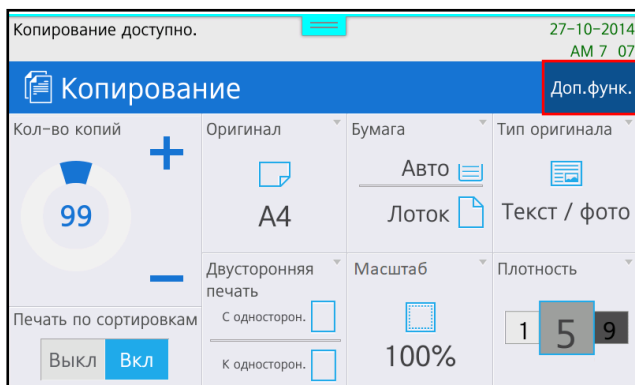 Копирование доступно.
27-10-2014
AM 7 07
Копирование
Доп.функ.
Кол-во копий
99
Оригинал
A4
Бумага
Авто
Лоток
Тип оригинала
Текст / фото
Печать по сортировкам
Выкл Вкл
Двусторонняя
печать
С односторон.
К односторон.
Масштаб
100%
Плотность
1 5 9